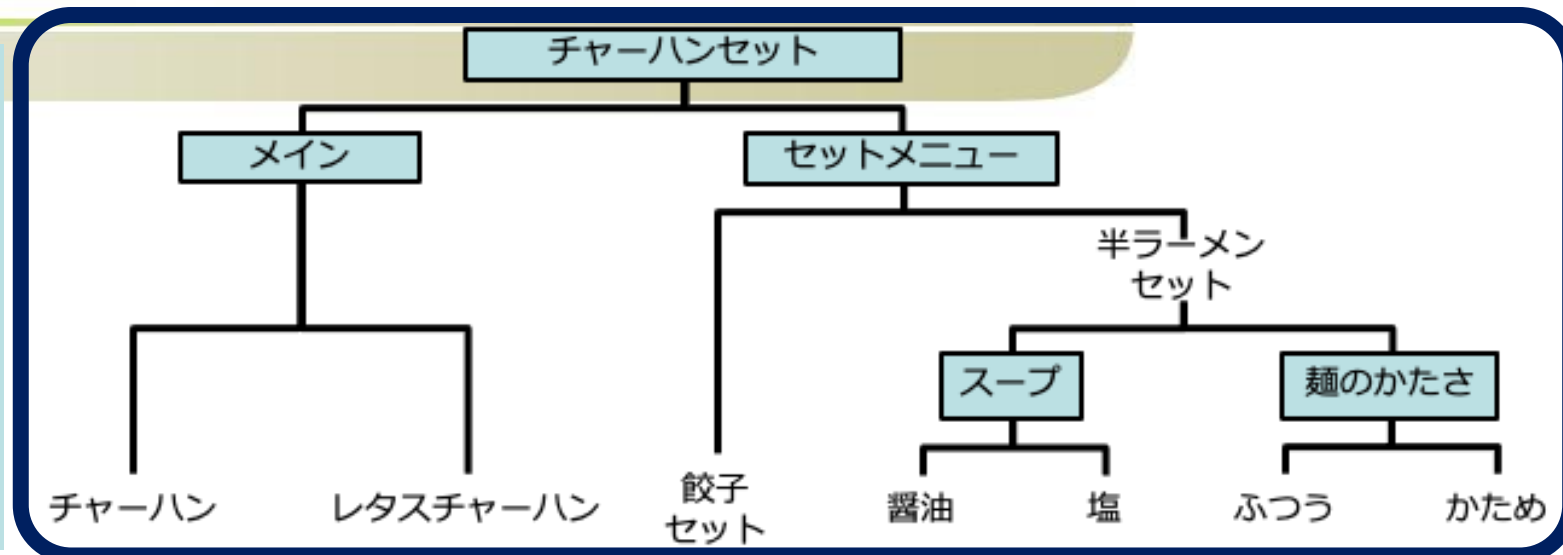 チャーハンセット
メイン
セットメニュー
半ラーメン
セット
スープ
麺のかたさ
チャーハン
レタスチャーハン
餃子
セット
醤油
塩
ふつう
かため